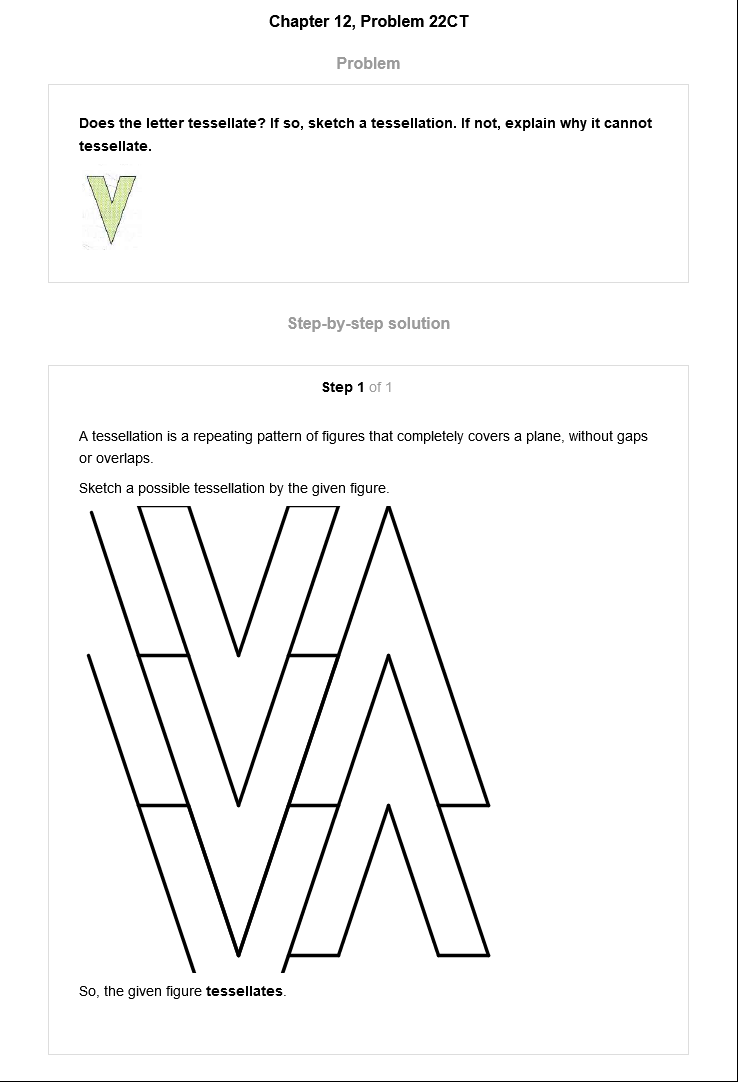 Chapter 12, Problem 22CT
Problem
Does the letter tessellate? If so, sketch a tessellation. If not, explain why it cannot
tessellate.
Step-by-step solution
Step 1 of 1
A tessellation is a repeating pattern of figures that completely covers a plane, without gaps
or overlaps.
Sketch a possible tessellation by the given figure.
So, the given figure tessellates.